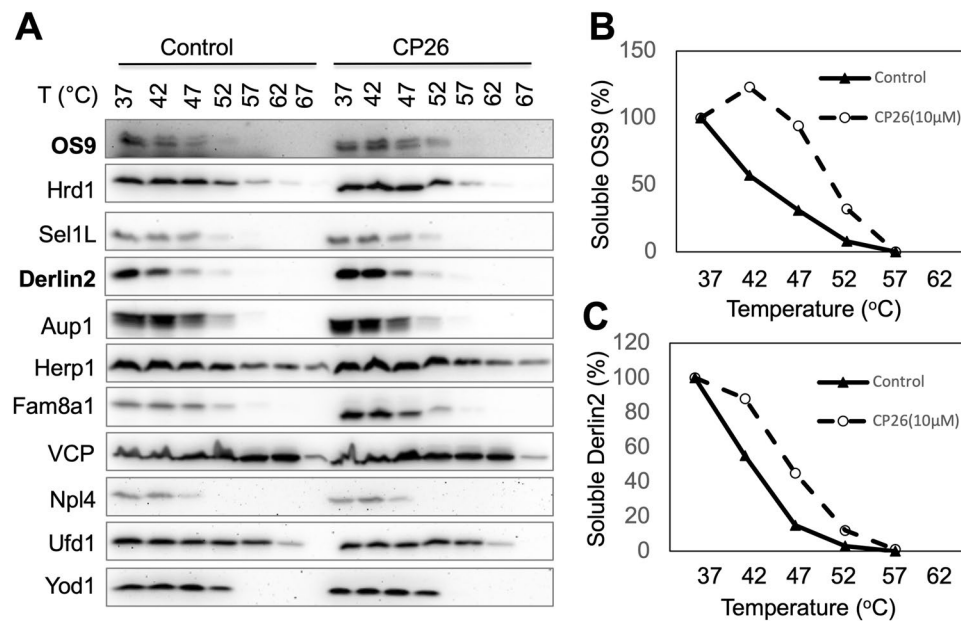 A
Control CP26
T (°C) 37 42 47 52 57 62 67 37 42 47 52 57 62 67
OS9
Hrd1
Sel1L
Derlin2
Aup1
Herp1
Fam8a1
VCP
Npl4
Ufd1
Yod1
B
Soluble OS9 (%)
150
100
50
0
Control
CP26(10μM)
37 42 47 52 57 62
Temperature (°C)
C
Soluble Derlin2 (%)
120
100
80
60
40
20
0
Control
CP26(10μM)
37 42 47 52 57 62
Temperature (°C)